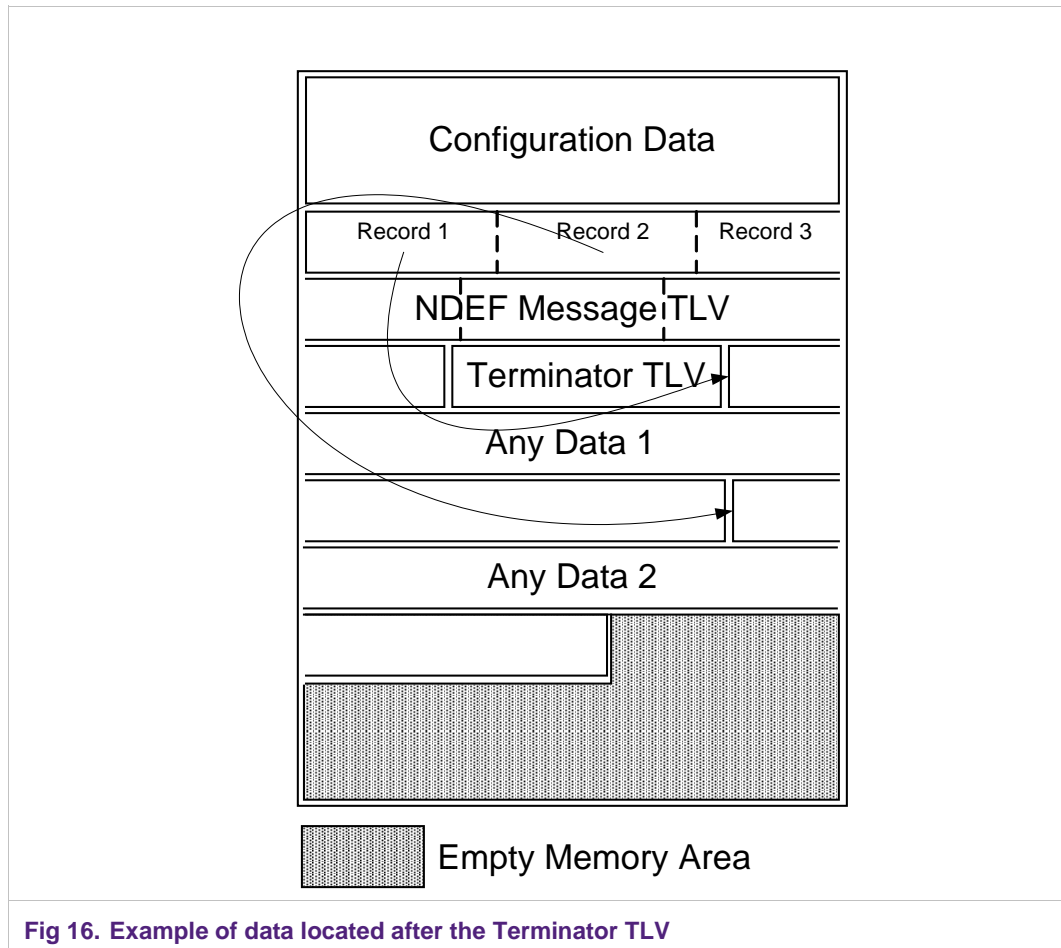 Configuration Data
Record 1 Record 2 Record 3
NDEF Message TLV
Terminator TLV
Any Data 1
Any Data 2
Empty Memory Area
Fig 16. Example of data located after the Terminator TLV